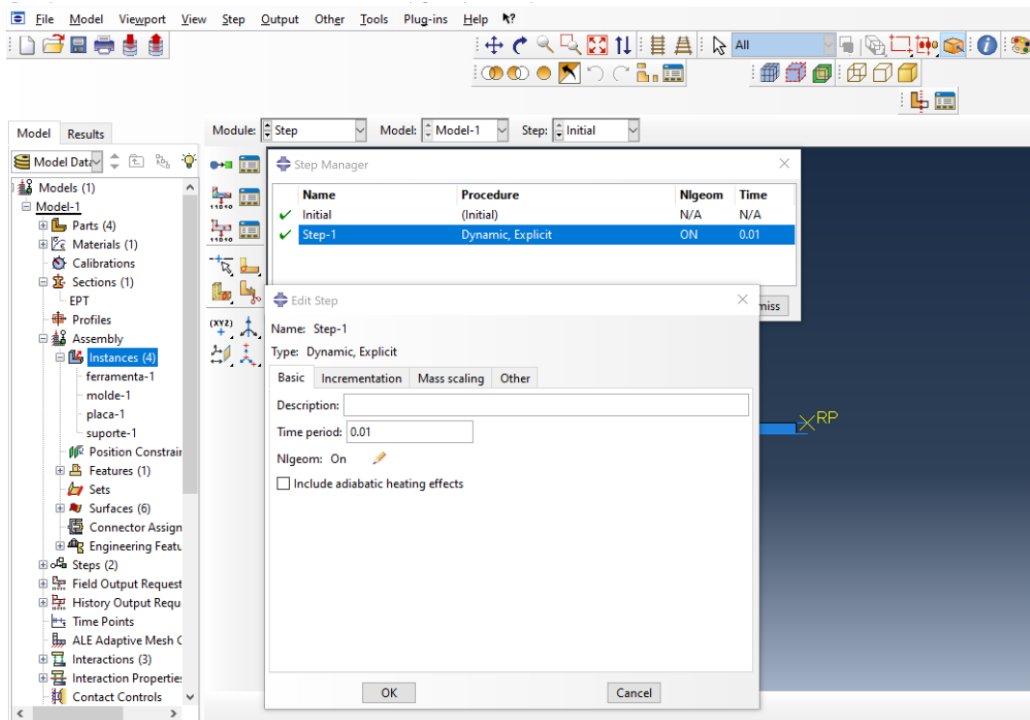 File Model Viewport View Step Output Other Tools Plug-ins Help
All
Model Results
Module: Step Model: Model-1 Step: Initial
Model Data
Models (1)
Model-1
Parts (4)
Materials (1)
Calibrations
Sections (1)
EPT
Profiles
Assembly
Instances (4)
ferramenta-1
molde-1
placa-1
suporte-1
Position Constrain
Features (1)
Sets
Surfaces (6)
Connector Assign
Engineering Featu
Steps (2)
Field Output Request
History Output Requ
Time Points
ALE Adaptive Mesh C
Interactions (3)
Interaction Propertie
Contact Controls
(XYZ)
Step Manager
Name Procedure Nlgeom Time
Initial (Initial) N/A N/A
Step-1 Dynamic, Explicit ON 0.01
miss
Edit Step
Name: Step-1
Type: Dynamic, Explicit
Basic Incrementation Mass scaling Other
Description:
Time period: 0.01
Nlgeom: On
Include adiabatic heating effects
OK Cancel
RP